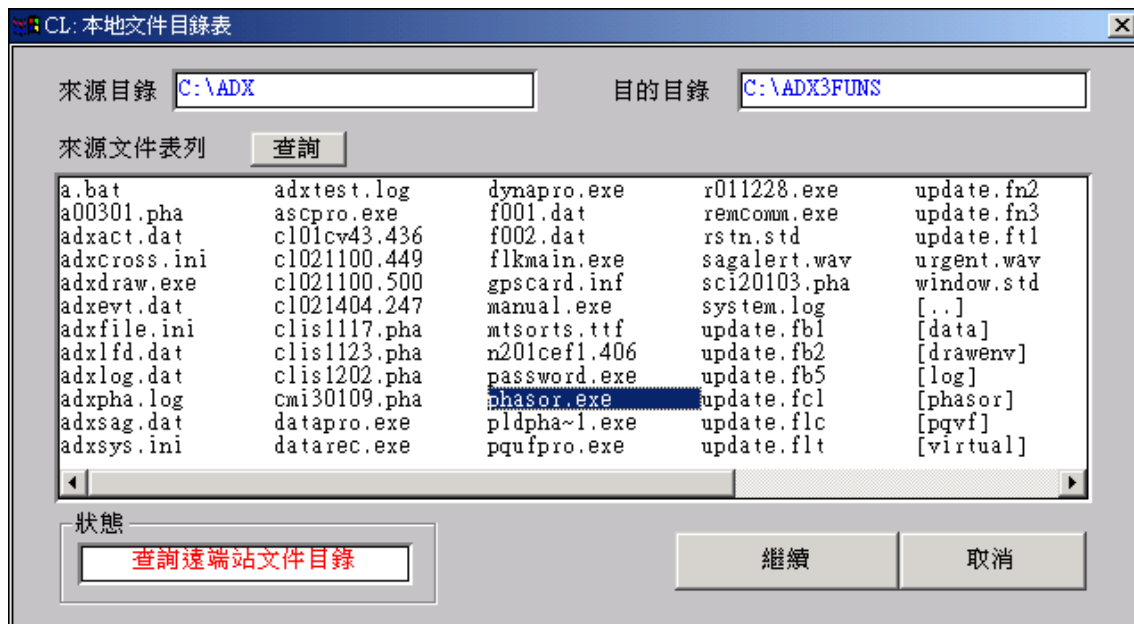 CL: 本地文件目錄表
來源目錄 C:\ADX 目的目錄 C:\ADX3FUNS
來源文件表列 查詢
a.bat adxtest.log dynapro.exe r011228.exe update.fn2
a00301.pha ascpro.exe f001.dat remcomm.exe update.fn3
adxact.dat cl01cv43.436 f002.dat rstn.std update.ft1
adxcross.ini cl021100.449 flkmain.exe sagalert.wav urgent.wav
adxdraw.exe cl021100.500 gpscard.inf sci20103.pha window.std
adxevt.dat cl021404.247 manual.exe system.log [..]
adxfile.ini clis1117.pha mtsorts.ttf update.fb1 [data]
adxlfd.dat clis1123.pha n201cef1.406 update.fb2 [drawenv]
adxlog.dat clis1202.pha password.exe update.fb5 [log]
adxpha.log cmi30109.pha phasor.exe update.fcl [phasor]
adxsag.dat datapro.exe pldpha~1.exe update.flc [pqvf]
adxsys.ini datarec.exe pqufpro.exe update.flt [virtual]
狀態
查詢遠端站文件目錄
繼續 取消